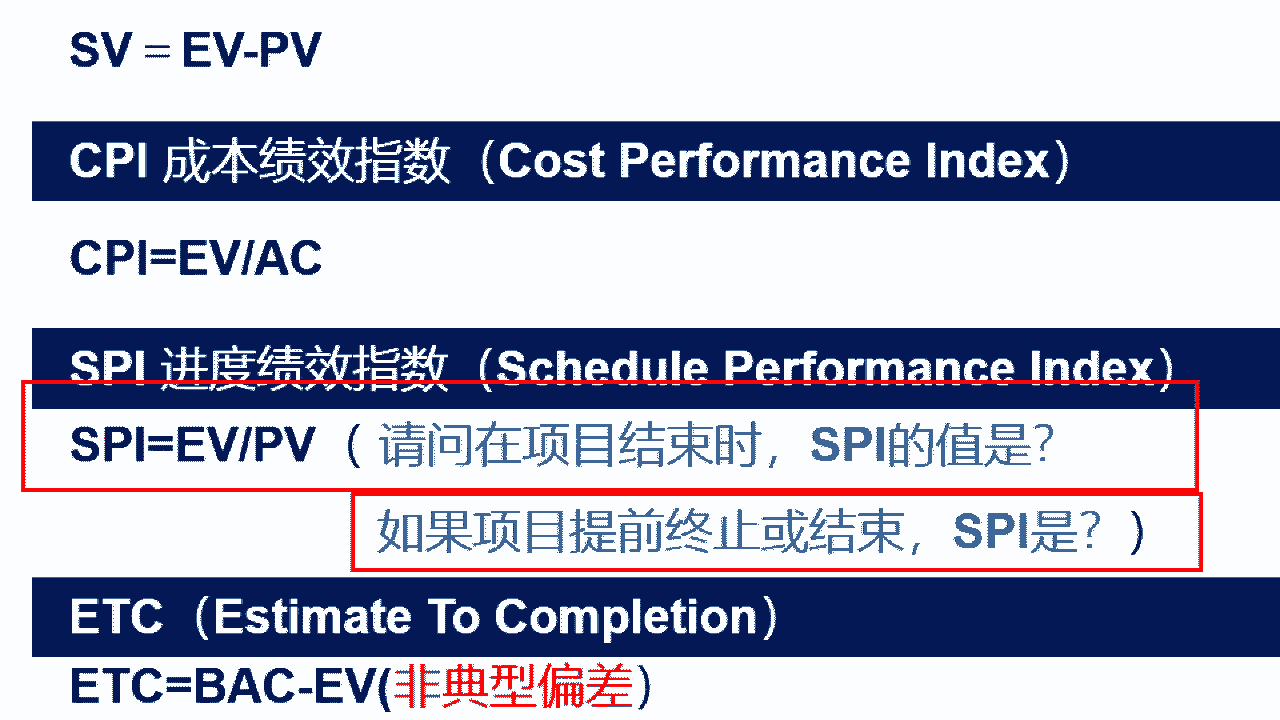 SV = EV-PV
CPI 成本绩效指数（Cost Performance Index）
CPI=EV/AC
SPI 进度绩效指数（Schedule Performance Index）
SPI=EV/PV（ 请问在项目结束时，SPI的值是？
如果项目提前终止或结束，SPI是？）
ETC（Estimate To Completion）
ETC=BAC-EV(非典型偏差）